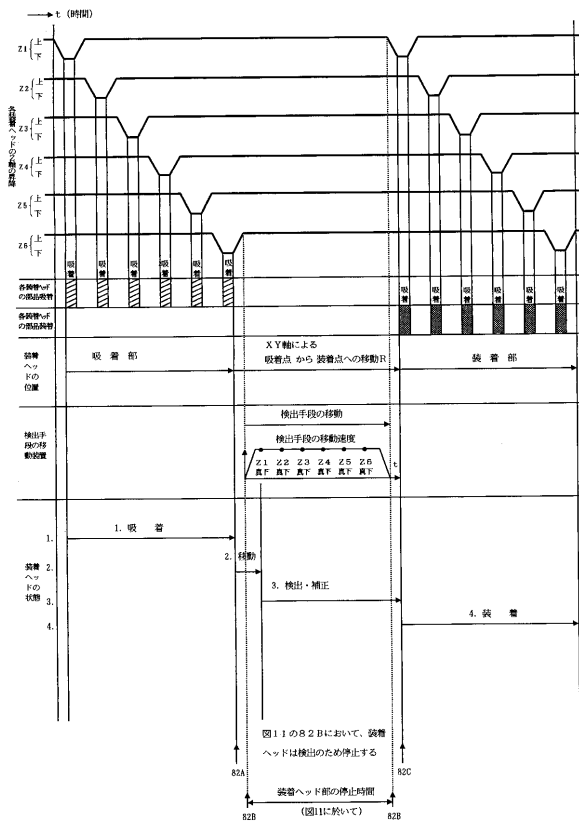 t (時間)
Z1 上 下
Z2 上 下
Z3 上 下
Z4 上 下
Z5 上 下
Z6 上 下
各装着ヘッドのZ軸の昇降
吸着 吸着 吸着 吸着 吸着 吸着
吸着 吸着 吸着 吸着 吸着 吸着
各装着ヘッドの部品吸着
各装着ヘッドの部品装着
装着ヘッドの位置
吸着部
XY軸による
吸着点から装着点への移動R
装着部
検出手段の移動装置
検出手段の移動
検出手段の移動速度
Z1 Z2 Z3 Z4 Z5 Z6
真下 真下 真下 真下 真下 真下
t
装着ヘッドの状態
1.
2.
3.
4.
1. 吸着
2. 移動
3. 検出・補正
4. 装着
図11の82Bにおいて、装着
ヘッドは検出のため停止する
82A
82C
装着ヘッド部の停止時間
(図11に於いて)
82B
82B